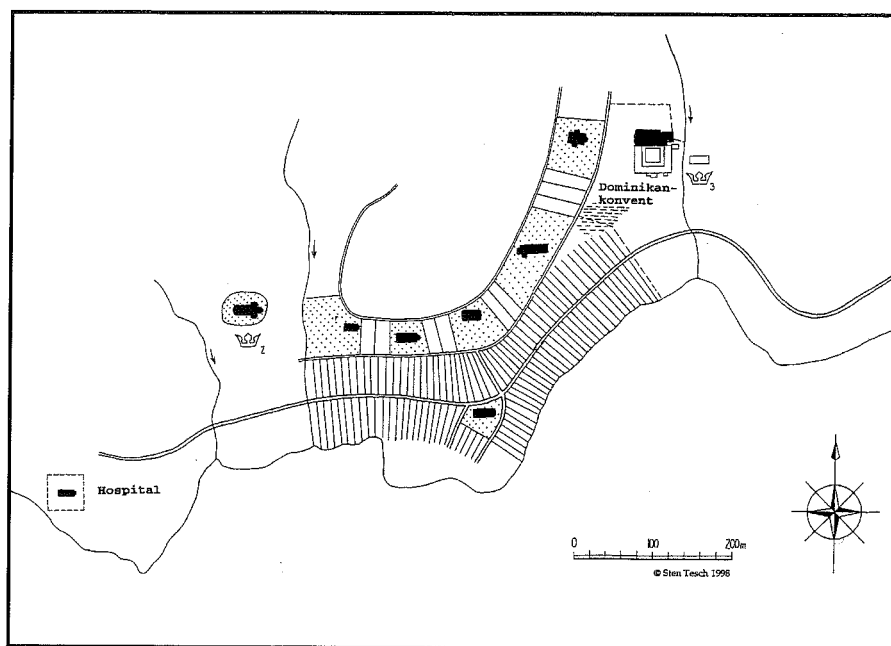 Dominikan-
konvent
3
2
Hospital
0 100 200m
© Sten Tesch 1998